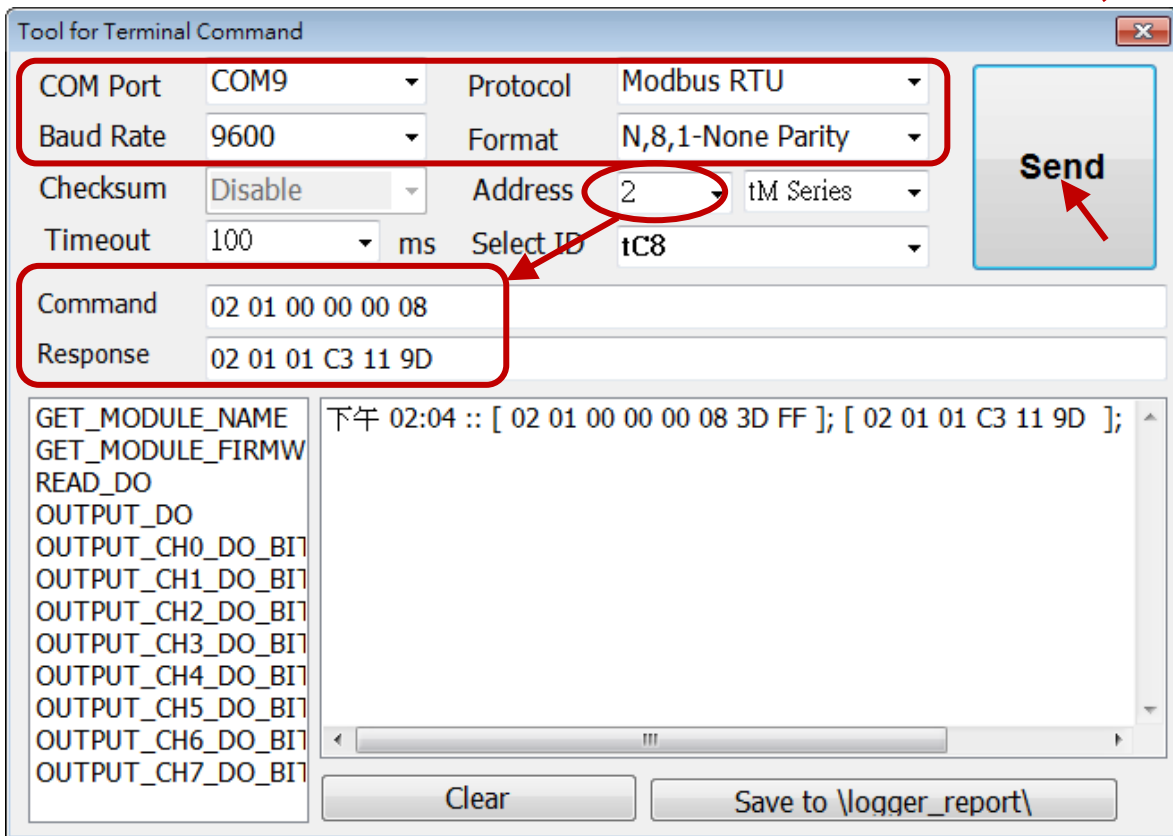 Tool for Terminal Command
COM Port COM9 Protocol Modbus RTU
Baud Rate 9600 Format N,8,1-None Parity
Send
Checksum Disable Address 2 tM Series
Timeout 100 ms Select ID tC8
Command 02 01 00 00 00 08
Response 02 01 01 C3 11 9D
GET_MODULE_NAME
GET_MODULE_FIRMW
READ_DO
OUTPUT_DO
OUTPUT_CH0_DO_BIT
OUTPUT_CH1_DO_BIT
OUTPUT_CH2_DO_BIT
OUTPUT_CH3_DO_BIT
OUTPUT_CH4_DO_BIT
OUTPUT_CH5_DO_BIT
OUTPUT_CH6_DO_BIT
OUTPUT_CH7_DO_BIT
下午 02:04 :: [ 02 01 00 00 00 08 3D FF ]; [ 02 01 01 C3 11 9D ];
Clear
Save to \logger_report\